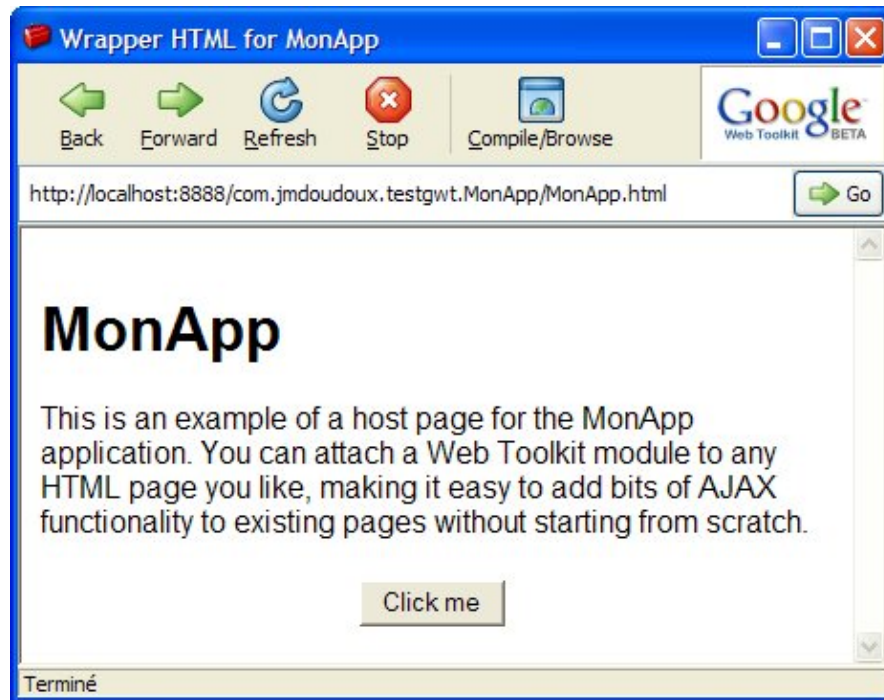 Wrapper HTML for MonApp
Back Forward Refresh Stop Compile/Browse
Google
Web Toolkit BETA
http://localhost:8888/com.jmdoudoux.testgwt.MonApp/MonApp.html Go
MonApp
This is an example of a host page for the MonApp
application. You can attach a Web Toolkit module to any
HTML page you like, making it easy to add bits of AJAX
functionality to existing pages without starting from scratch.
Click me
Terminé